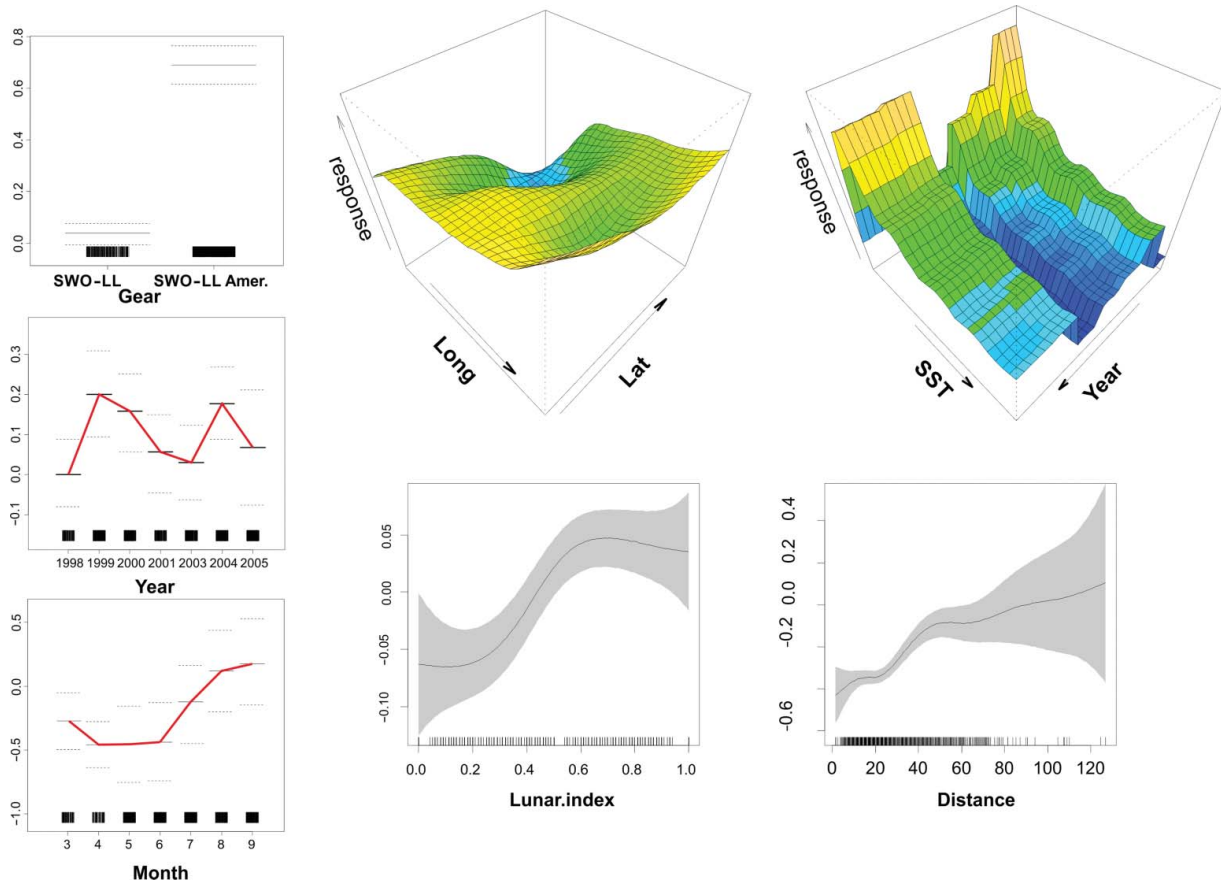 0.8
0.6
0.4
0.2
0.0
SWO-LL SWO-LL Amer.
Gear
0.3
0.2
0.1
0.0
-0.1
1998 1999 2000 2001 2003 2004 2005
Year
0.5
0.0
-0.5
-1.0
3 4 5 6 7 8 9
Month
response
Long
Lat
response
SST
Year
0.05
0.00
-0.05
-0.10
0.0 0.2 0.4 0.6 0.8 1.0
Lunar.index
0.4
0.2
0.0
-0.2
-0.6
0 20 40 60 80 100 120
Distance